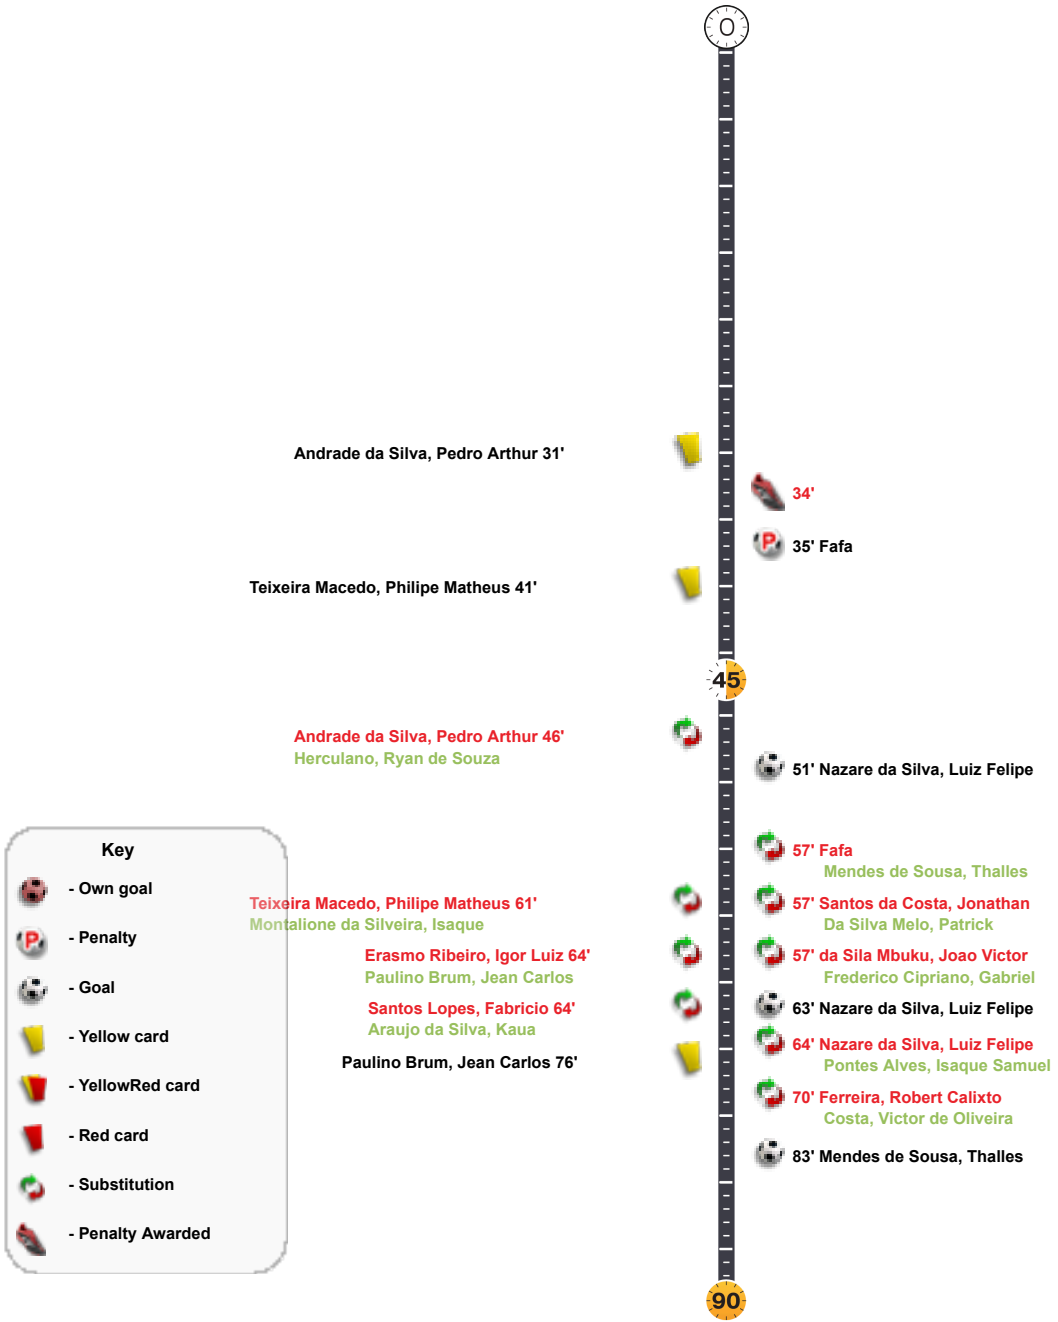 0
Andrade da Silva, Pedro Arthur 31'
34'
35' Fafa
Teixeira Macedo, Philipe Matheus 41'
45
Andrade da Silva, Pedro Arthur 46'
Herculano, Ryan de Souza
51' Nazare da Silva, Luiz Felipe
57' Fafa
Mendes de Sousa, Thalles
Teixeira Macedo, Philipe Matheus 61'
Montalione da Silveira, Isaque
57' Santos da Costa, Jonathan
Da Silva Melo, Patrick
Erasmo Ribeiro, Igor Luiz 64'
Paulino Brum, Jean Carlos
57' da Sila Mbuku, Joao Victor
Frederico Cipriano, Gabriel
Santos Lopes, Fabricio 64'
Araujo da Silva, Kaua
63' Nazare da Silva, Luiz Felipe
64' Nazare da Silva, Luiz Felipe
Pontes Alves, Isaque Samuel
Paulino Brum, Jean Carlos 76'
70' Ferreira, Robert Calixto
Costa, Victor de Oliveira
83' Mendes de Sousa, Thalles
90
Key
- Own goal
P - Penalty
- Goal
- Yellow card
- YellowRed card
- Red card
- Substitution
- Penalty Awarded